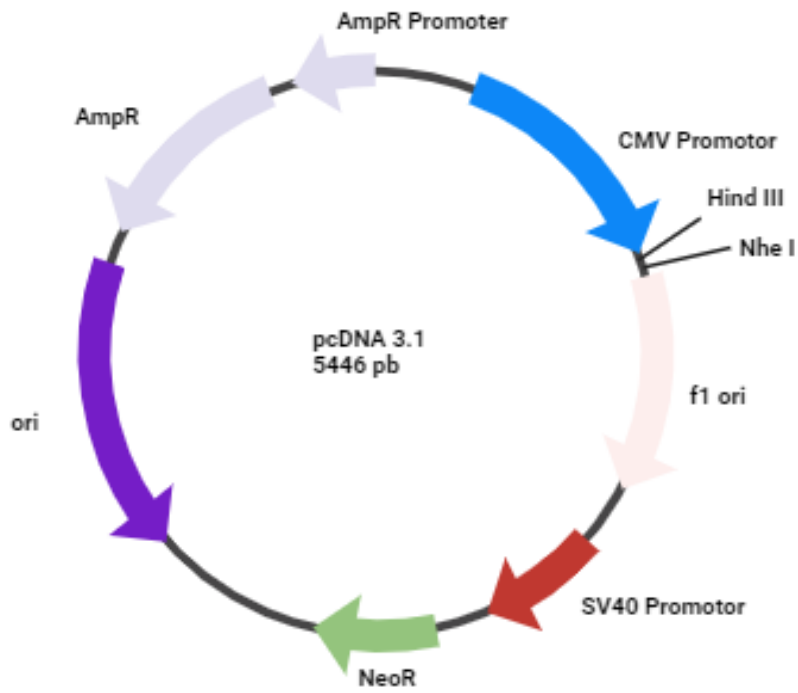 AmpR Promoter
AmpR
CMV Promotor
Hind III
Nhe I
pcDNA 3.1
5446 pb
f1 ori
ori
SV40 Promotor
NeoR